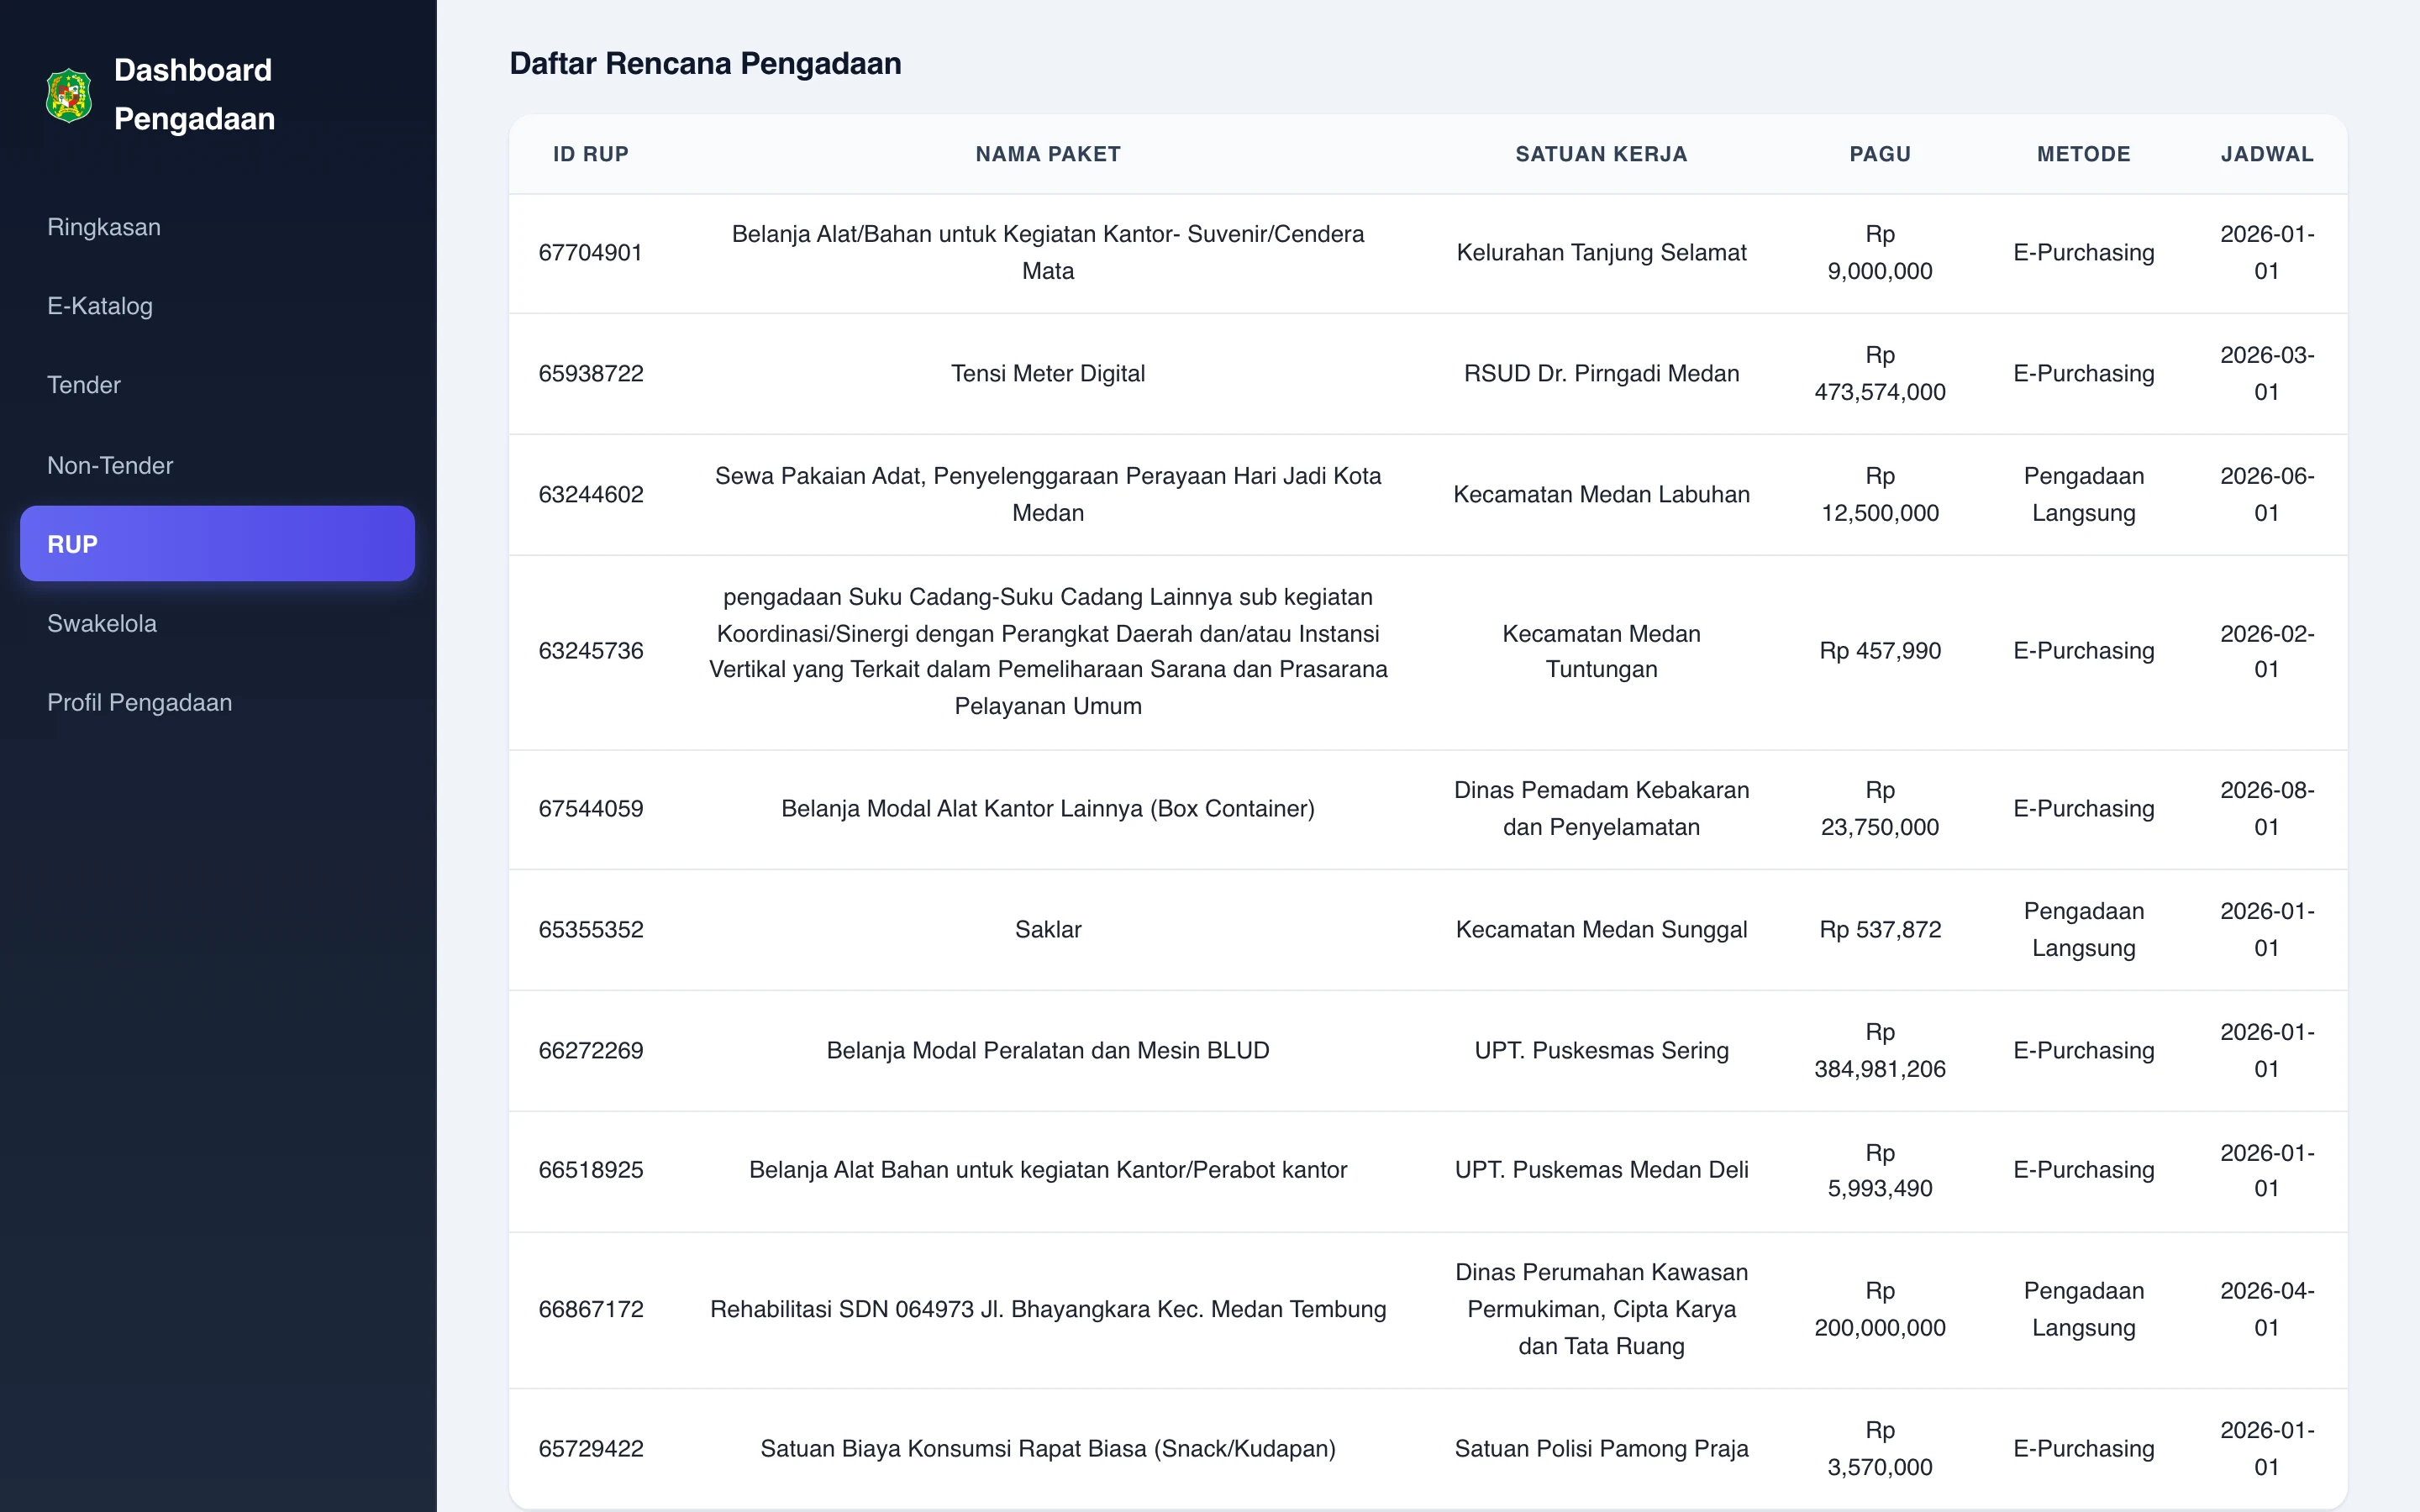 Dashboard
Pengadaan
Ringkasan
E-Katalog
Tender
Non-Tender
RUP
Swakelola
Profil Pengadaan
Daftar Rencana Pengadaan
ID RUP NAMA PAKET SATUAN KERJA PAGU METODE JADWAL
67704901
Belanja Alat/Bahan untuk Kegiatan Kantor- Suvenir/Cendera
Mata
Kelurahan Tanjung Selamat
Rp
9,000,000
E-Purchasing
2026-01-
01
65938722
Tensi Meter Digital
RSUD Dr. Pirngadi Medan
Rp
473,574,000
E-Purchasing
2026-03-
01
63244602
Sewa Pakaian Adat, Penyelenggaraan Perayaan Hari Jadi Kota
Medan
Kecamatan Medan Labuhan
Rp
12,500,000
Pengadaan
Langsung
2026-06-
01
63245736
pengadaan Suku Cadang-Suku Cadang Lainnya sub kegiatan
Koordinasi/Sinergi dengan Perangkat Daerah dan/atau Instansi
Vertikal yang Terkait dalam Pemeliharaan Sarana dan Prasarana
Pelayanan Umum
Kecamatan Medan
Tuntungan
Rp 457,990
E-Purchasing
2026-02-
01
67544059
Belanja Modal Alat Kantor Lainnya (Box Container)
Dinas Pemadam Kebakaran
dan Penyelamatan
Rp
23,750,000
E-Purchasing
2026-08-
01
65355352
Saklar
Kecamatan Medan Sunggal
Rp 537,872
Pengadaan
Langsung
2026-01-
01
66272269
Belanja Modal Peralatan dan Mesin BLUD
UPT. Puskesmas Sering
Rp
384,981,206
E-Purchasing
2026-01-
01
66518925
Belanja Alat Bahan untuk kegiatan Kantor/Perabot kantor
UPT. Puskemas Medan Deli
Rp
5,993,490
E-Purchasing
2026-01-
01
66867172
Rehabilitasi SDN 064973 Jl. Bhayangkara Kec. Medan Tembung
Dinas Perumahan Kawasan
Permukiman, Cipta Karya
dan Tata Ruang
Rp
200,000,000
Pengadaan
Langsung
2026-04-
01
65729422
Satuan Biaya Konsumsi Rapat Biasa (Snack/Kudapan)
Satuan Polisi Pamong Praja
Rp
3,570,000
E-Purchasing
2026-01-
01